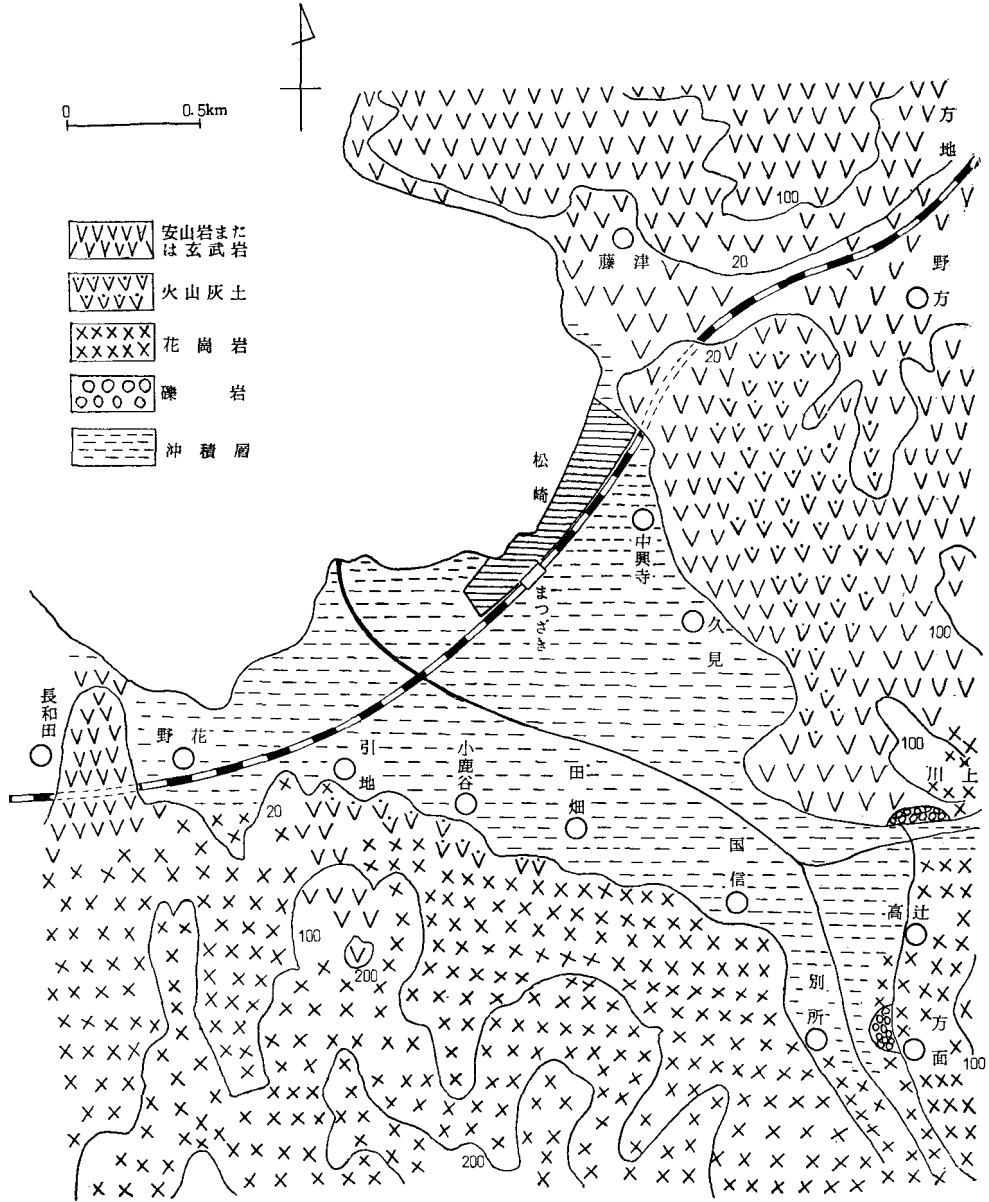 0 0.5km
安山岩また
は玄武岩
火山灰土
花崗岩
礫岩
沖積層
方地
100
藤津
20
野方
20
松崎
中興寺
まつざき
久見
100
長和田
野花
引地
小鹿谷
田畑
100
川上
20
国信
高辻
100
200
別所
方面
100
200